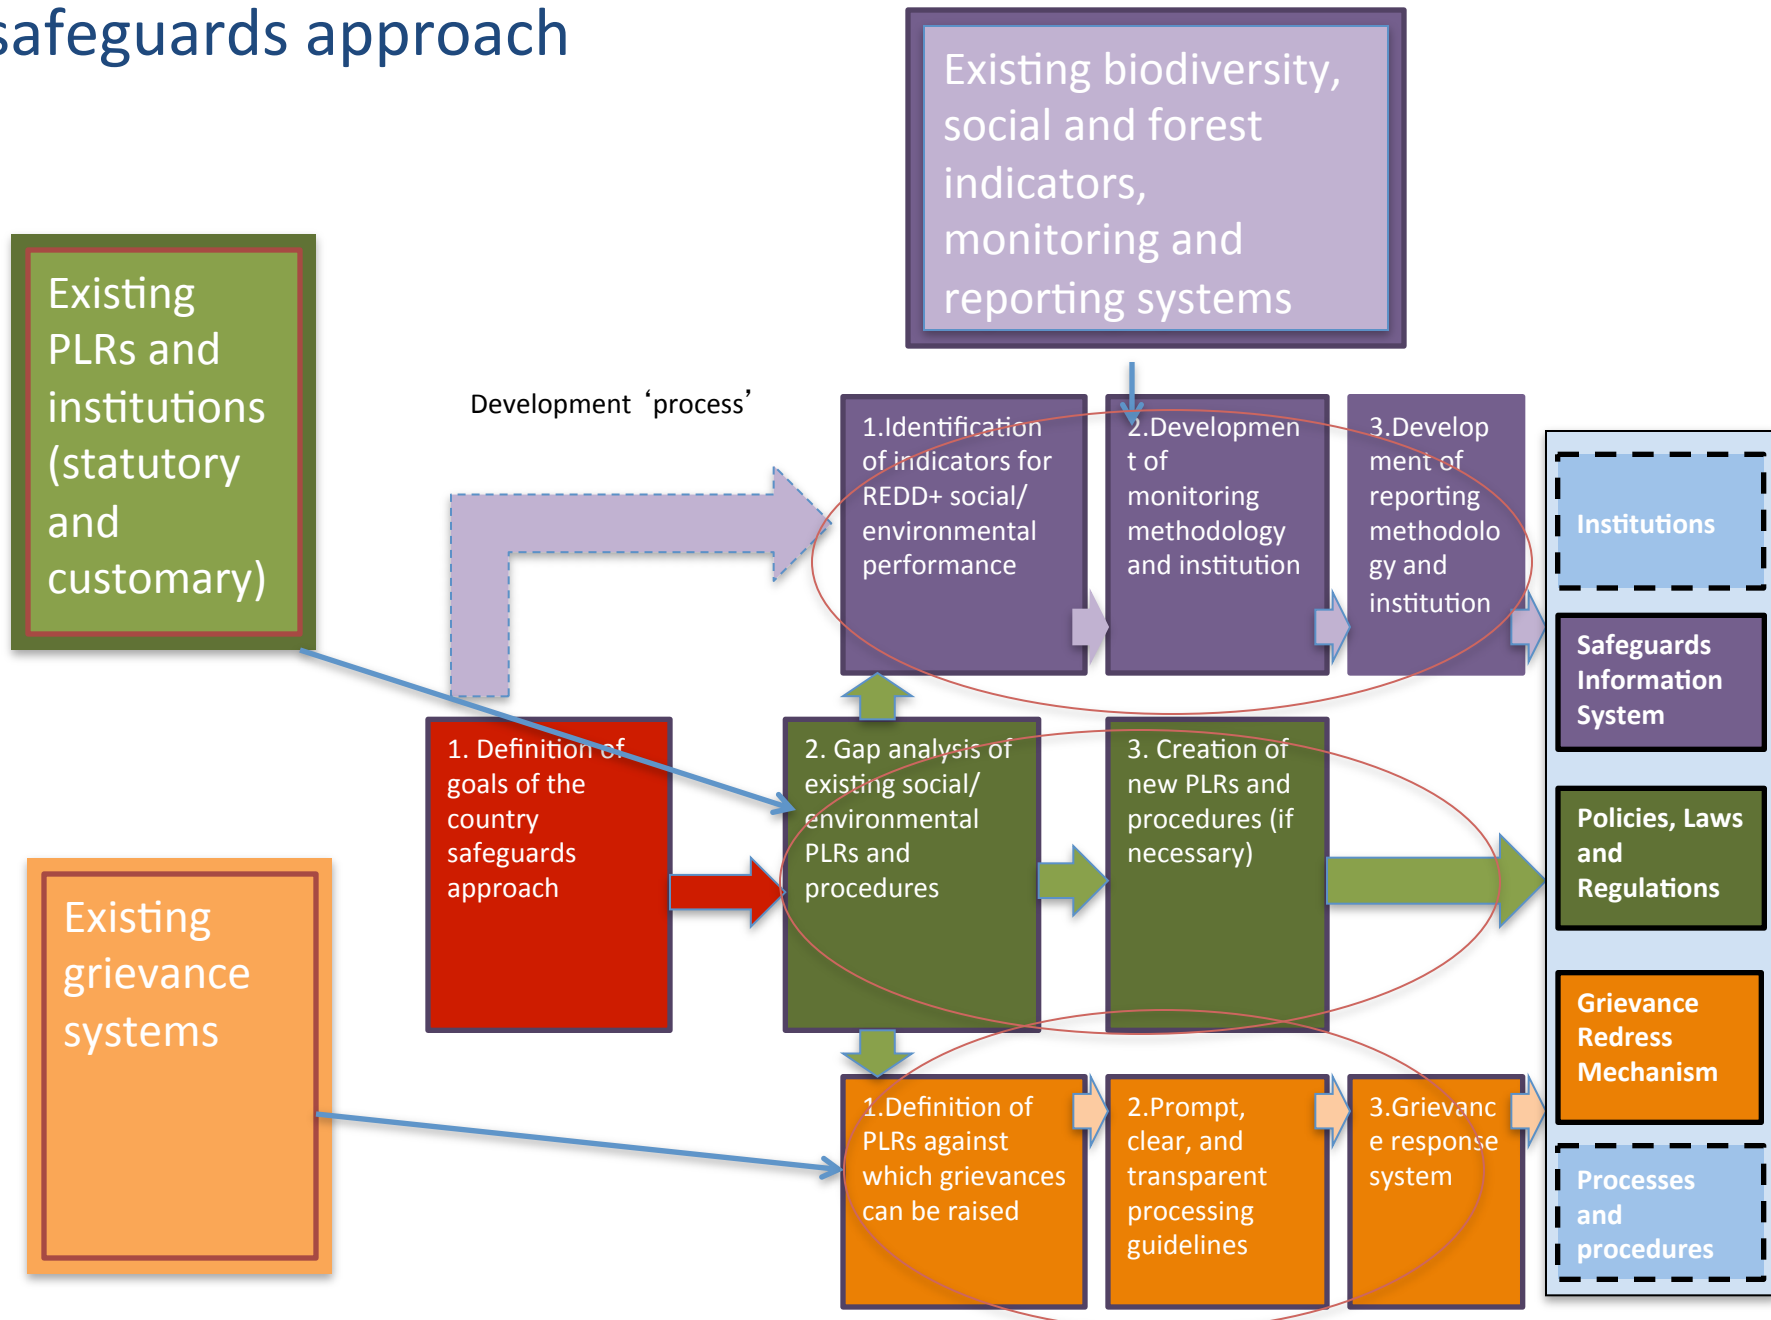 safeguards approach
Existing biodiversity,
social and forest
indicators,
monitoring and
reporting systems
Existing
PLRs and
institutions
(statutory
and
customary)
Development ‘process’
1.Identification
of indicators for
REDD+ social/
environmental
performance
2.Developmen
t of
monitoring
methodology
and institution
3.Develop
ment of
reporting
methodolo
gy and
institution
Institutions
Safeguards
Information
System
1. Definition of
goals of the
country
safeguards
approach
2. Gap analysis of
existing social/
environmental
PLRs and
procedures
3. Creation of
new PLRs and
procedures (if
necessary)
Policies, Laws
and
Regulations
Existing
grievance
systems
1.Definition of
PLRs against
which grievances
can be raised
2.Prompt,
clear, and
transparent
processing
guidelines
3.Grievanc
e response
system
Grievance
Redress
Mechanism
Processes
and
procedures